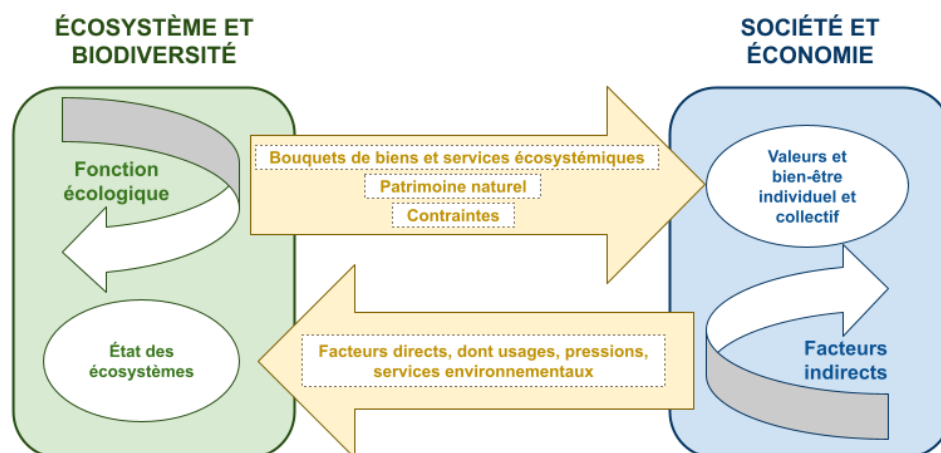 ÉCOSYSTÈME ET
BIODIVERSITÉ
SOCIÉTÉ ET
ÉCONOMIE
Fonction
écologique
Bouquets de biens et services écosystémiques
Patrimoine naturel
Contraintes
Valeurs et
bien-être
individuel et
collectif
État des
écosystèmes
Facteurs directs, dont usages, pressions,
services environnementaux
Facteurs
indirects